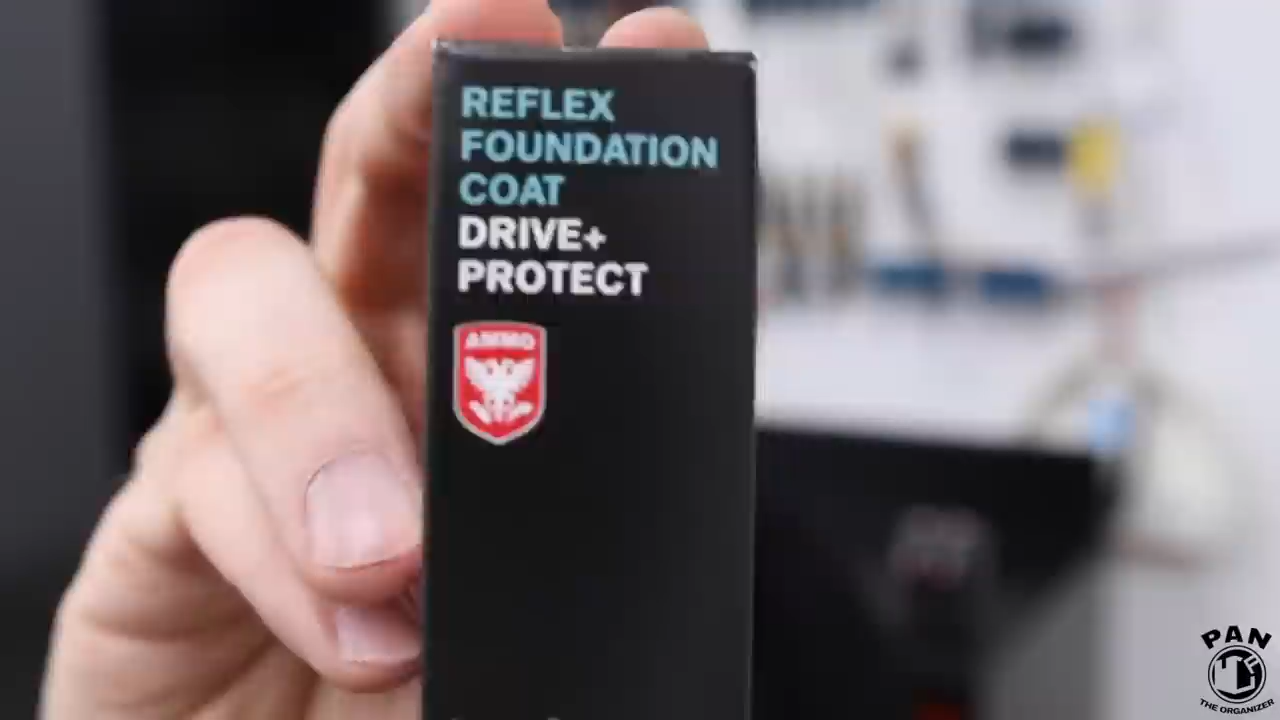 REFLEX
FOUNDATION
COAT
DRIVE+
PROTECT
AMMO
PAN
THE ORGANIZER